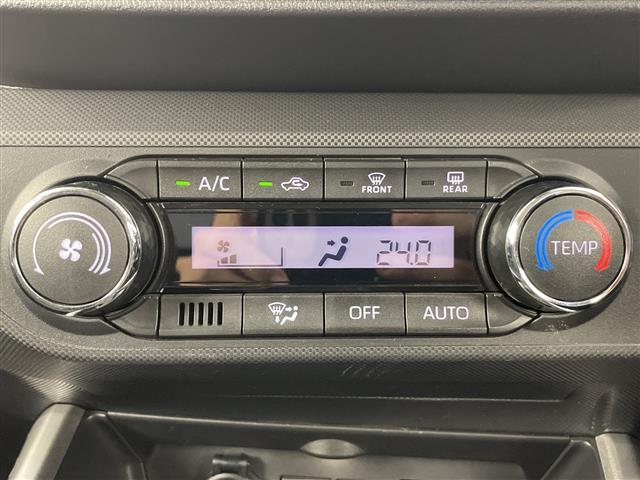 A/C
FRONT
REAR
24.0
TEMP
OFF
AUTO